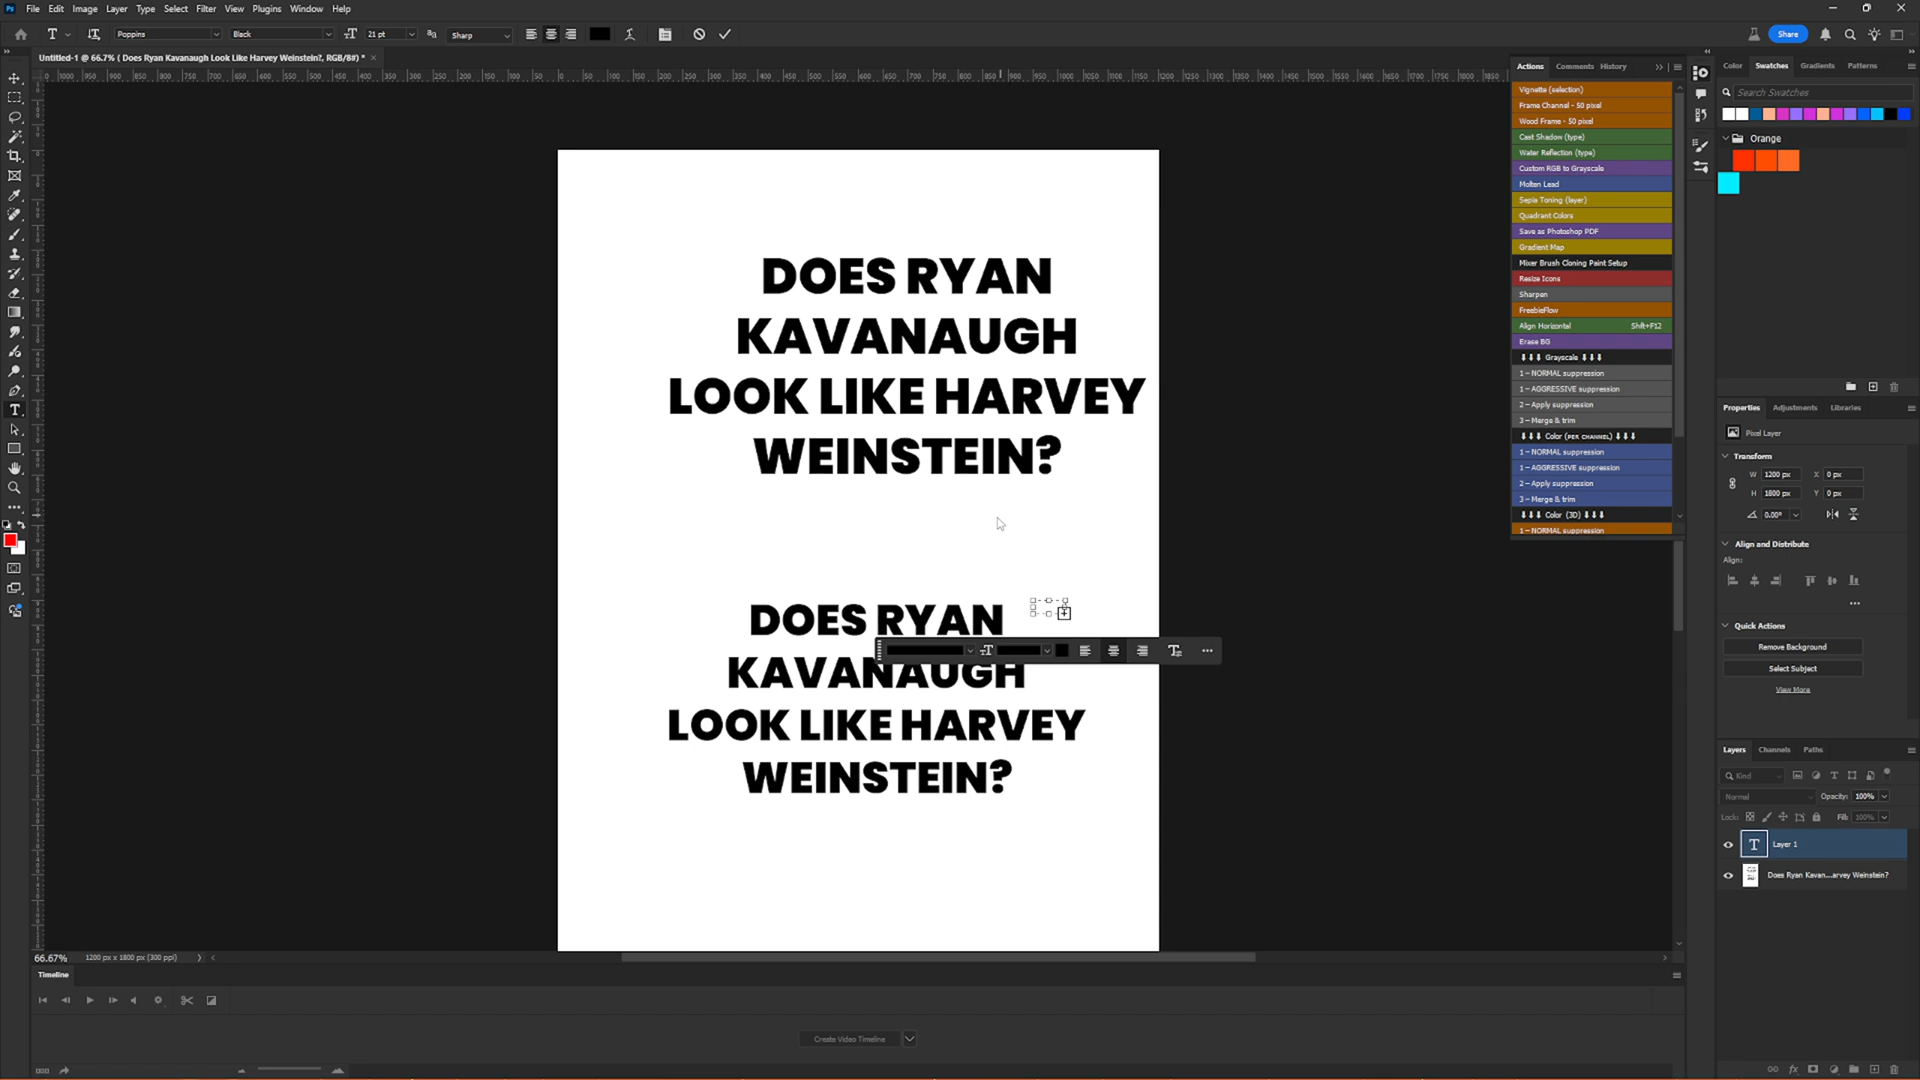 File Edit Image Layer Type Select Filter View Plugins Window Help
Poppins Black 21 pt Sharp Share
Untitled-1 @ 66.7% ( Does Ryan Kavanaugh Look Like Harvey Weinstein?, RGB/8#) *
Actions Comments History
Vignette (selection)
Frame Channel - 50 pixel
Wood Frame - 50 pixel
Cast Shadow (type)
Water Reflection (type)
Custom RGB to Grayscale
Molten Lead
Sepia Toning (layer)
Quadrant Colors
Save as Photoshop PDF
Gradient Map
Mixer Brush Cloning Paint Setup
Resize Icons
Sharpen
FreebieFlow
Align Horizontal Shft+F12
Erase BG
⬇⬇⬇ Grayscale ⬇⬇⬇
1 – NORMAL suppression
1 – AGGRESSIVE suppression
2 – Apply suppression
3 – Merge & trim
⬇⬇⬇ Color (PER CHANNEL) ⬇⬇⬇
1 – NORMAL suppression
1 – AGGRESSIVE suppression
2 – Apply suppression
3 – Merge & trim
⬇⬇⬇ Color (3D) ⬇⬇⬇
1 – NORMAL suppression
Color Swatches Gradients Patterns
Search Swatches
Orange
DOES RYAN
KAVANAUGH
LOOK LIKE HARVEY
WEINSTEIN?
DOES RYAN
KAVANAUGH
LOOK LIKE HARVEY
WEINSTEIN?
Properties Adjustments Libraries
Pixel Layer
Transform
W 1200 px X 0 px
H 1800 px Y 0 px
0.00°
Align and Distribute
Align:
Quick Actions
Remove Background
Select Subject
View More
Layers Channels Paths
Kind
Normal Opacity: 100%
Lock: Fill: 100%
Layer 1
Does Ryan Kavan...arvey Weinstein?
66.67% 1200 px x 1800 px (300 ppi)
Timeline
Create Video Timeline